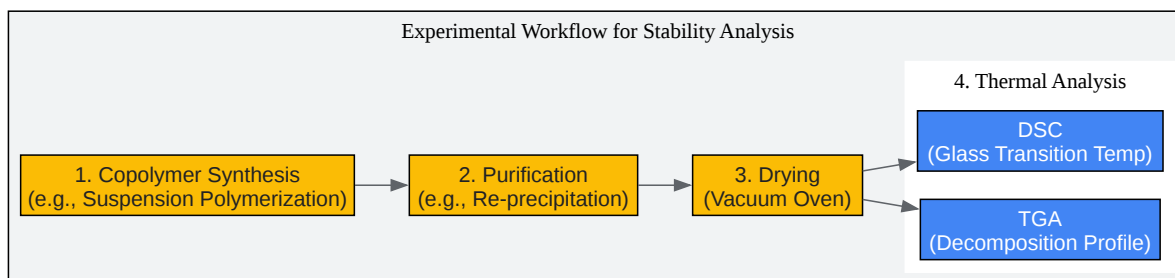 Experimental Workflow for Stability Analysis
4. Thermal Analysis
1. Copolymer Synthesis
(e.g., Suspension Polymerization)
2. Purification
(e.g., Re-precipitation)
3. Drying
(Vacuum Oven)
DSC
(Glass Transition Temp)
TGA
(Decomposition Profile)